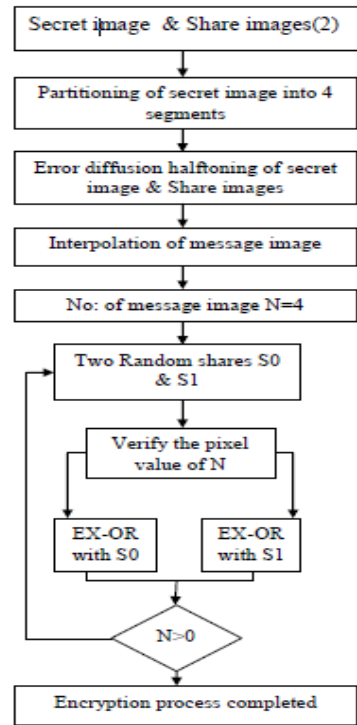 Secret image & Share images(2)
Partitioning of secret image into 4
segments
Error diffusion halftoning of secret
image & Share images
Interpolation of message image
No: of message image N=4
Two Random shares S0
& S1
Verify the pixel
value of N
EX-OR
with S0
EX-OR
with S1
N>0
Encryption process completed